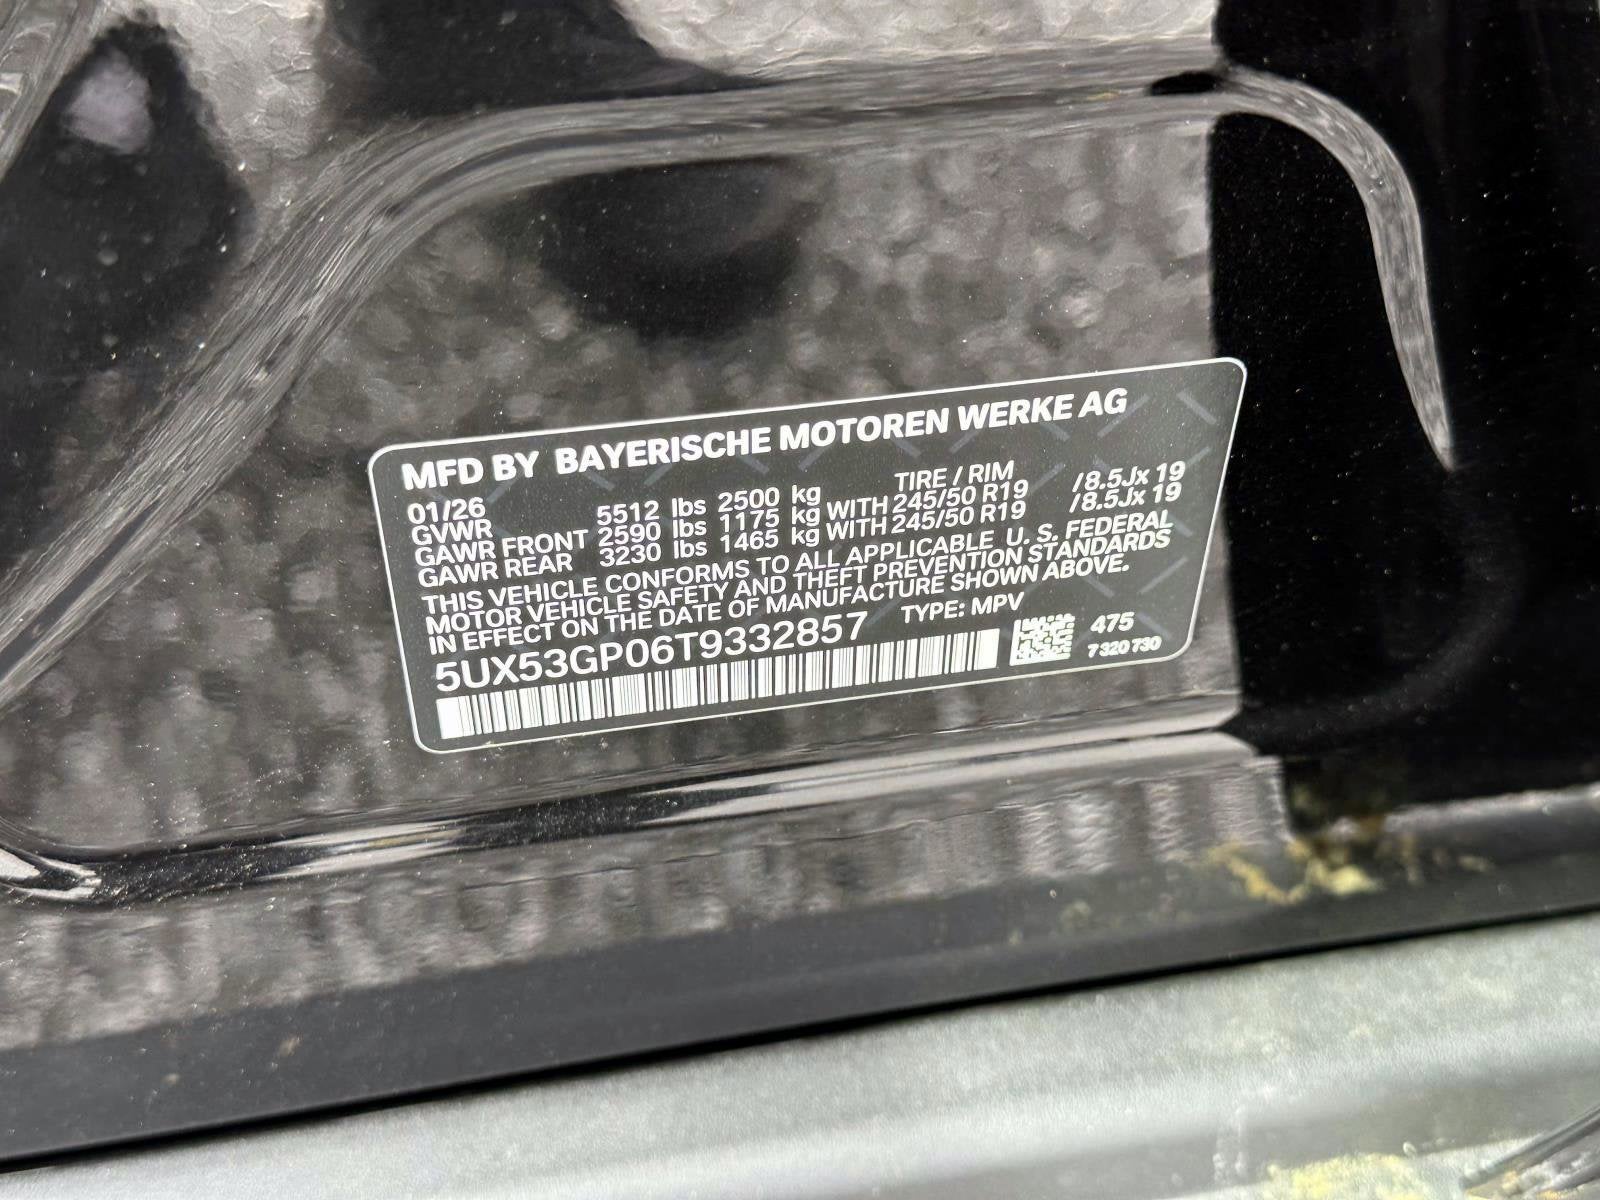 MFD BY BAYERISCHE MOTOREN WERKE AG
01/26 TIRE / RIM
GVWR 5512 lbs 2500 kg
GAWR FRONT 2590 lbs 1175 kg WITH 245/50 R19 /8.5Jx 19
GAWR REAR 3230 lbs 1465 kg WITH 245/50 R19 /8.5Jx 19
THIS VEHICLE CONFORMS TO ALL APPLICABLE U. S. FEDERAL
MOTOR VEHICLE SAFETY AND THEFT PREVENTION STANDARDS
IN EFFECT ON THE DATE OF MANUFACTURE SHOWN ABOVE.
5UX53GP06T9332857 TYPE: MPV
475
7 320 730